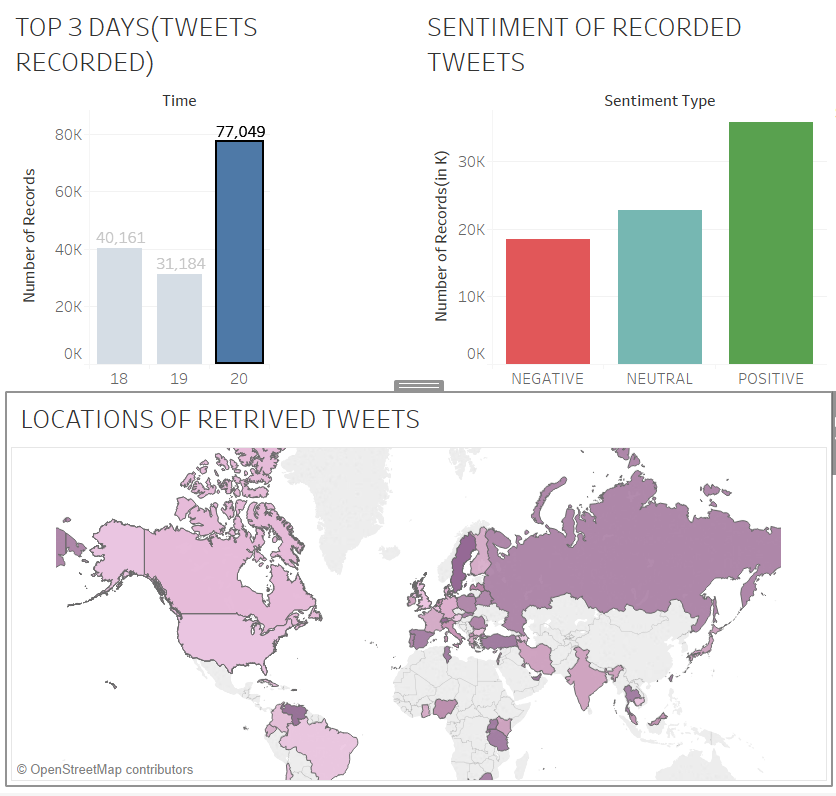 TOP 3 DAYS(TWEETS
RECORDED)
Time
Number of Records
80K
60K
40K
20K
0K
40,161
31,184
77,049
18
19
20
SENTIMENT OF RECORDED
TWEETS
Sentiment Type
Number of Records(in K)
30K
20K
10K
0K
NEGATIVE
NEUTRAL
POSITIVE
LOCATIONS OF RETRIVED TWEETS
© OpenStreetMap contributors